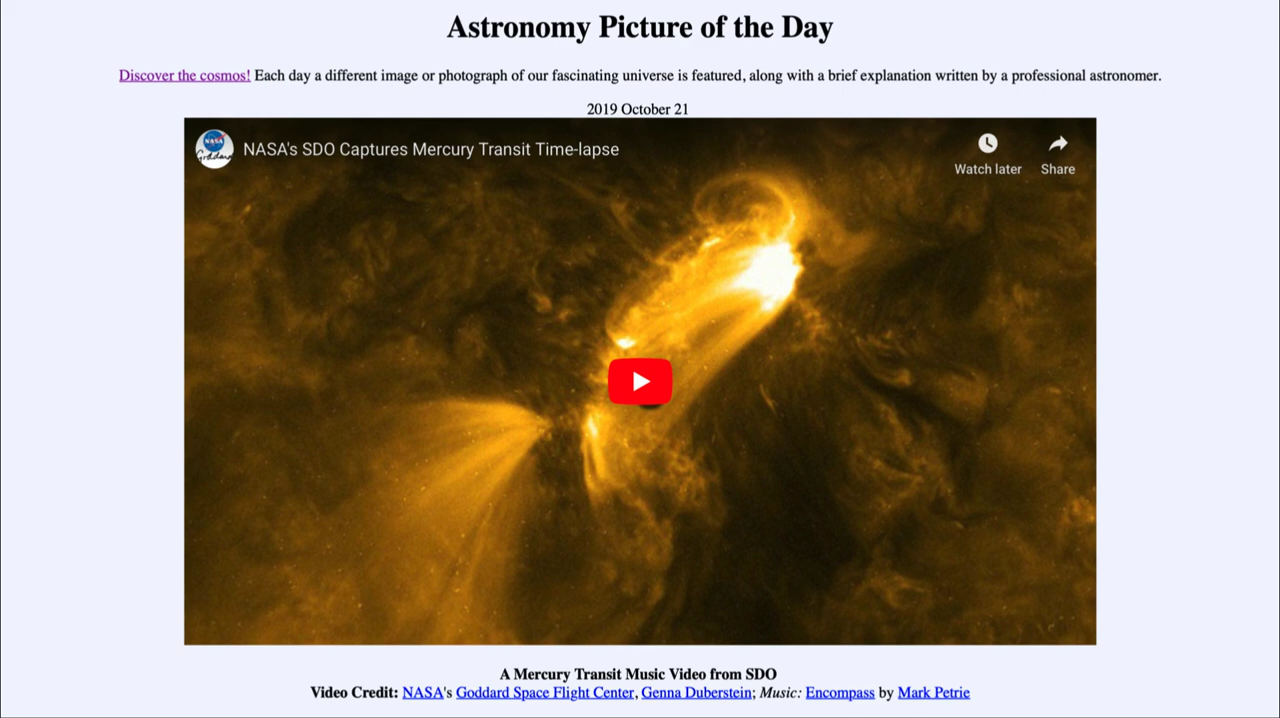 Astronomy Picture of the Day
Discover the cosmos! Each day a different image or photograph of our fascinating universe is featured, along with a brief explanation written by a professional astronomer.
2019 October 21
NASA
Goddard
NASA's SDO Captures Mercury Transit Time-lapse
Watch later
Share
A Mercury Transit Music Video from SDO
Video Credit: NASA's Goddard Space Flight Center, Genna Duberstein; Music: Encompass by Mark Petrie